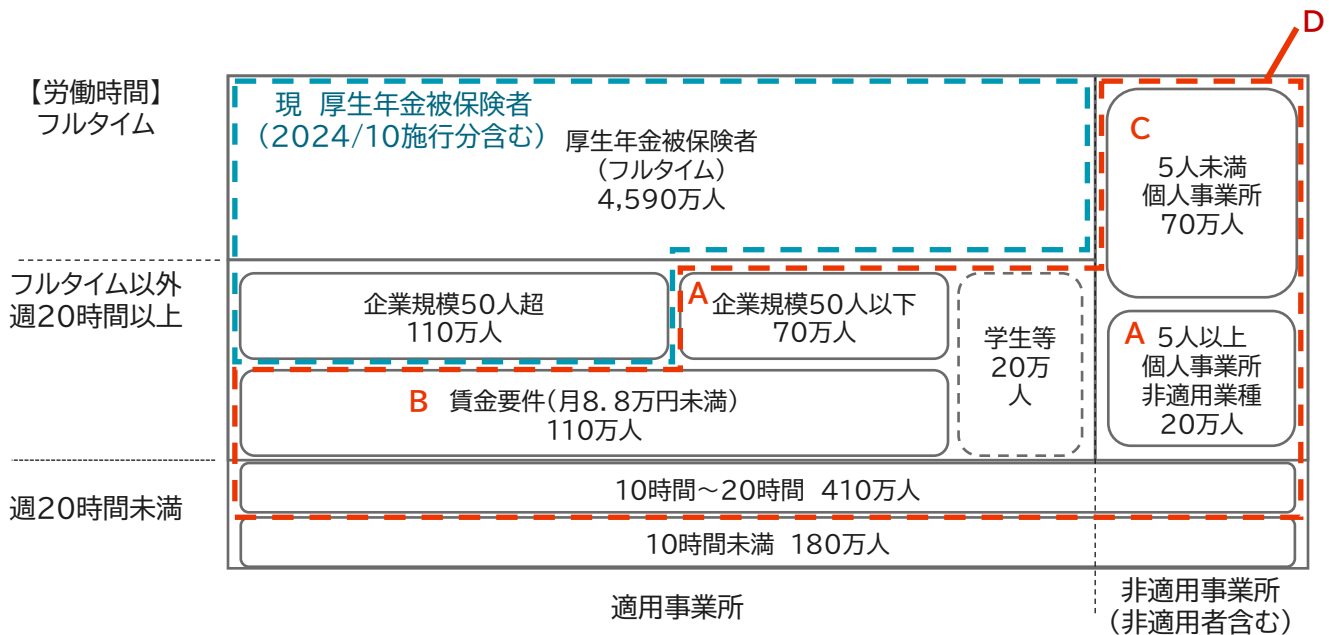 D
【労働時間】
フルタイム
現 厚生年金被保険者
(2024/10施行分含む)
厚生年金被保険者
(フルタイム)
4,590万人
C
5人未満
個人事業所
70万人
フルタイム以外
週20時間以上
企業規模50人超
110万人
A
企業規模50人以下
70万人
学生等
20万
人
A
5人以上
個人事業所
非適用業種
20万人
B
賃金要件(月8.8万円未満)
110万人
週20時間未満
10時間～20時間 410万人
10時間未満 180万人
適用事業所
非適用事業所
(非適用者含む)